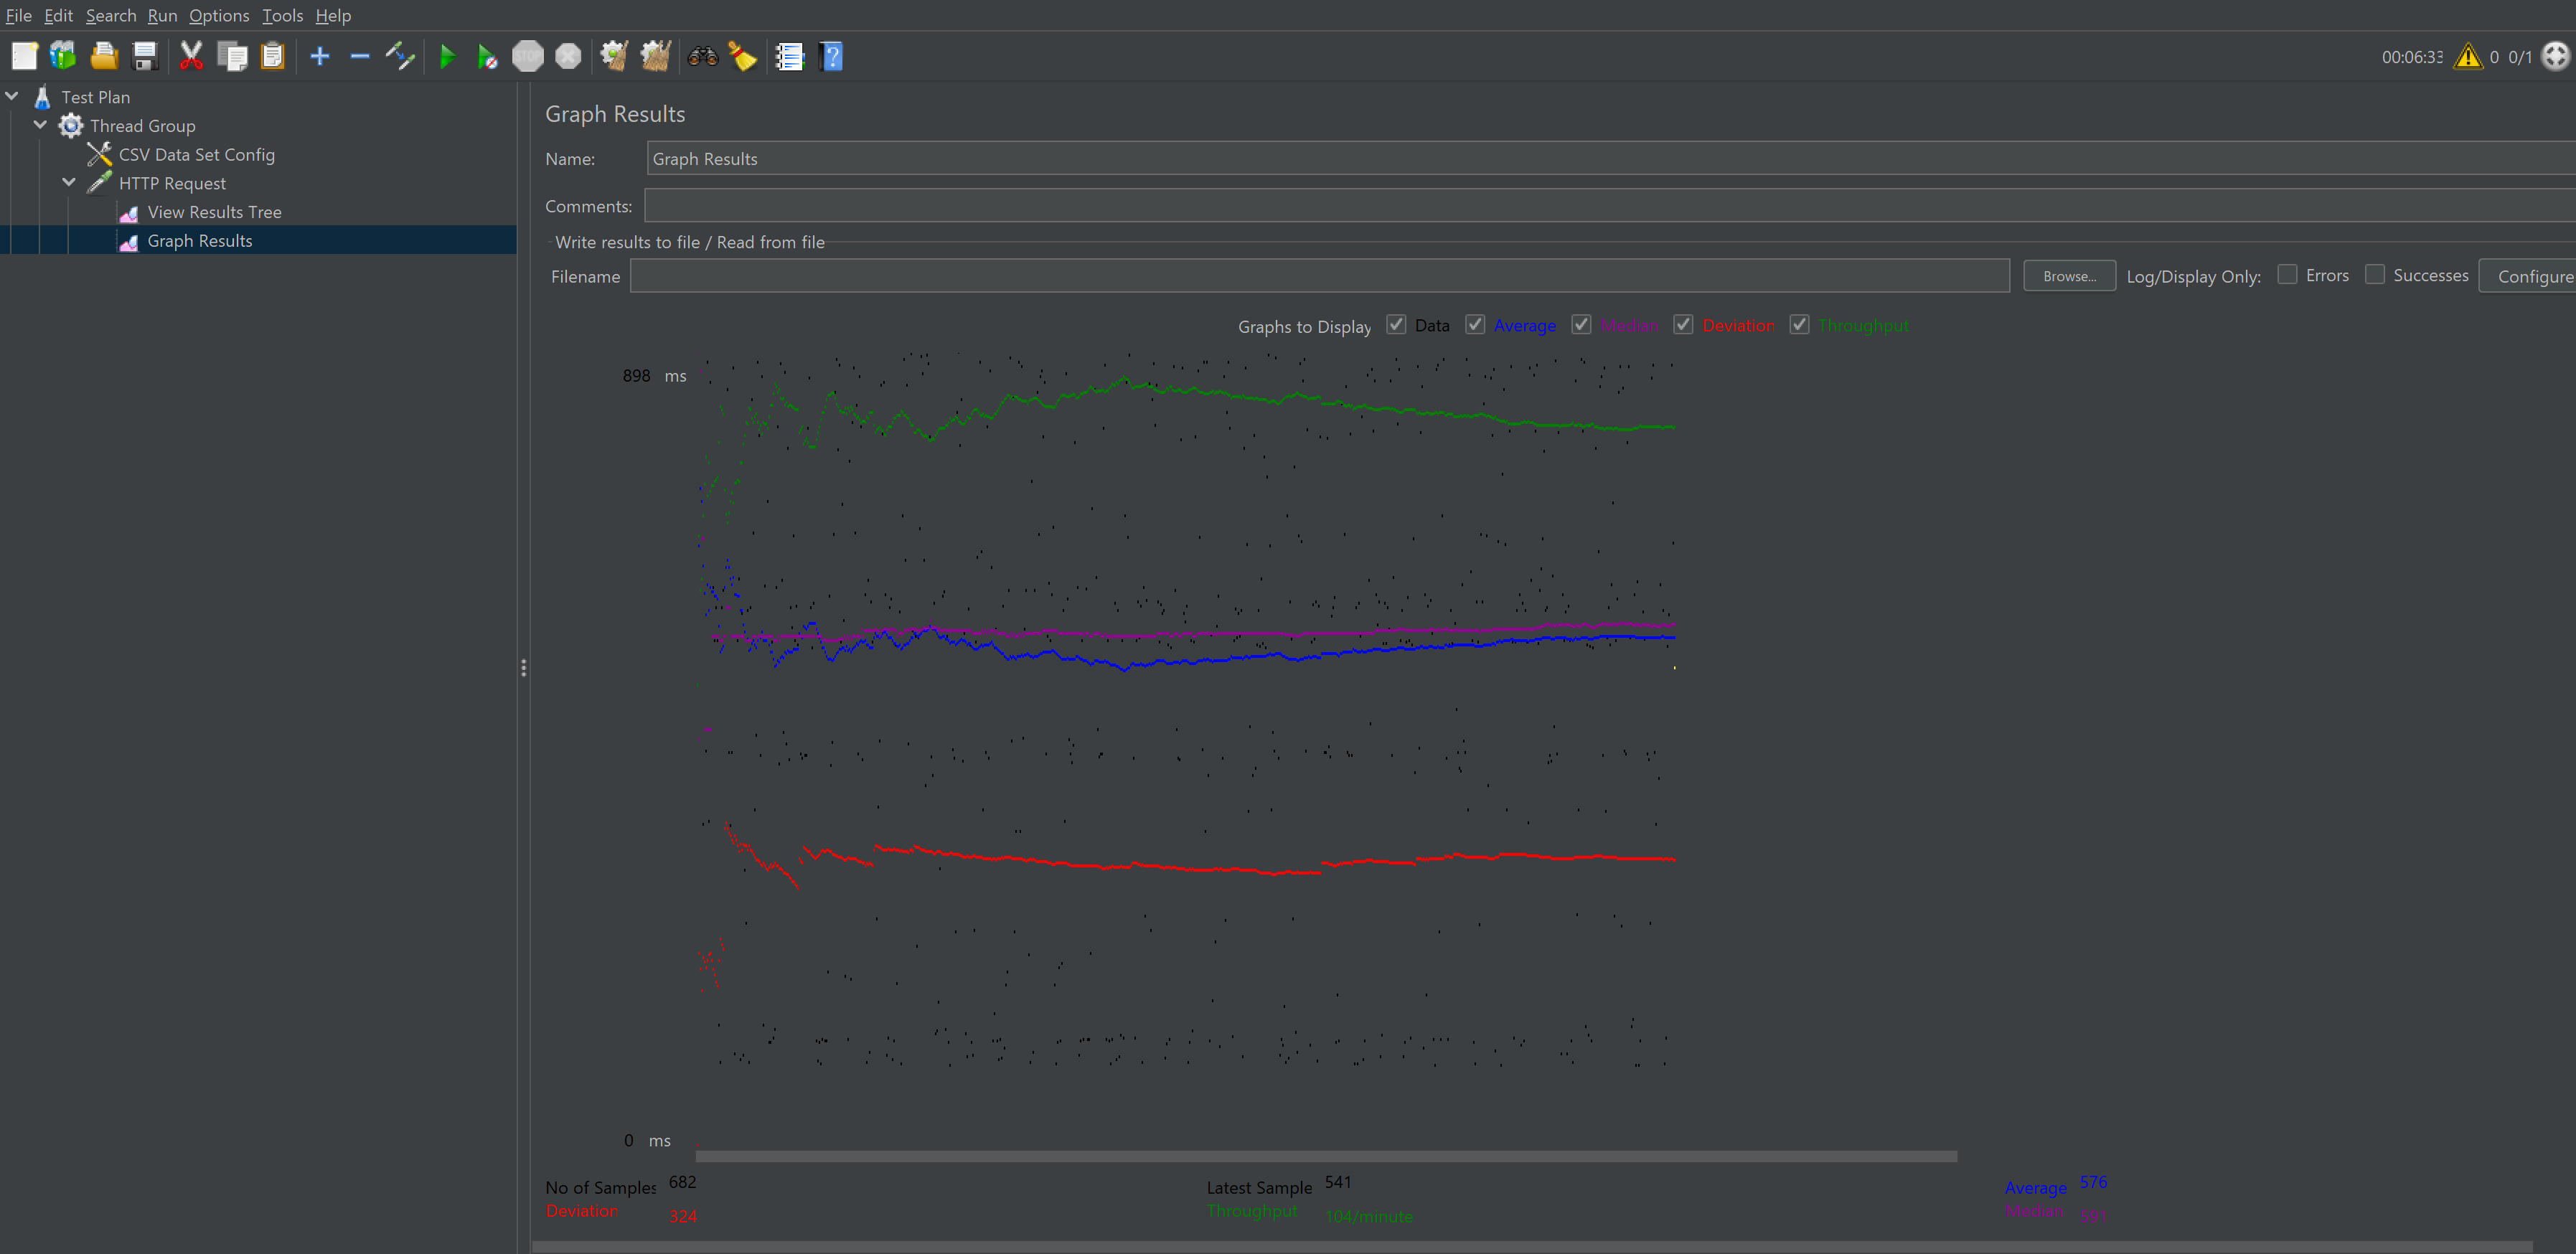 File Edit Search Run Options Tools Help
STOP
00:06:33 0 0/1
Test Plan
Thread Group
CSV Data Set Config
HTTP Request
View Results Tree
Graph Results
Graph Results
Name: Graph Results
Comments:
Write results to file / Read from file
Filename Browse... Log/Display Only: Errors Successes Configure
Graphs to Display Data Average Median Deviation Throughput
898 ms
0 ms
No of Samples 682 Latest Sample 541 Average 576
Deviation 324 Throughput 104/minute Median 591